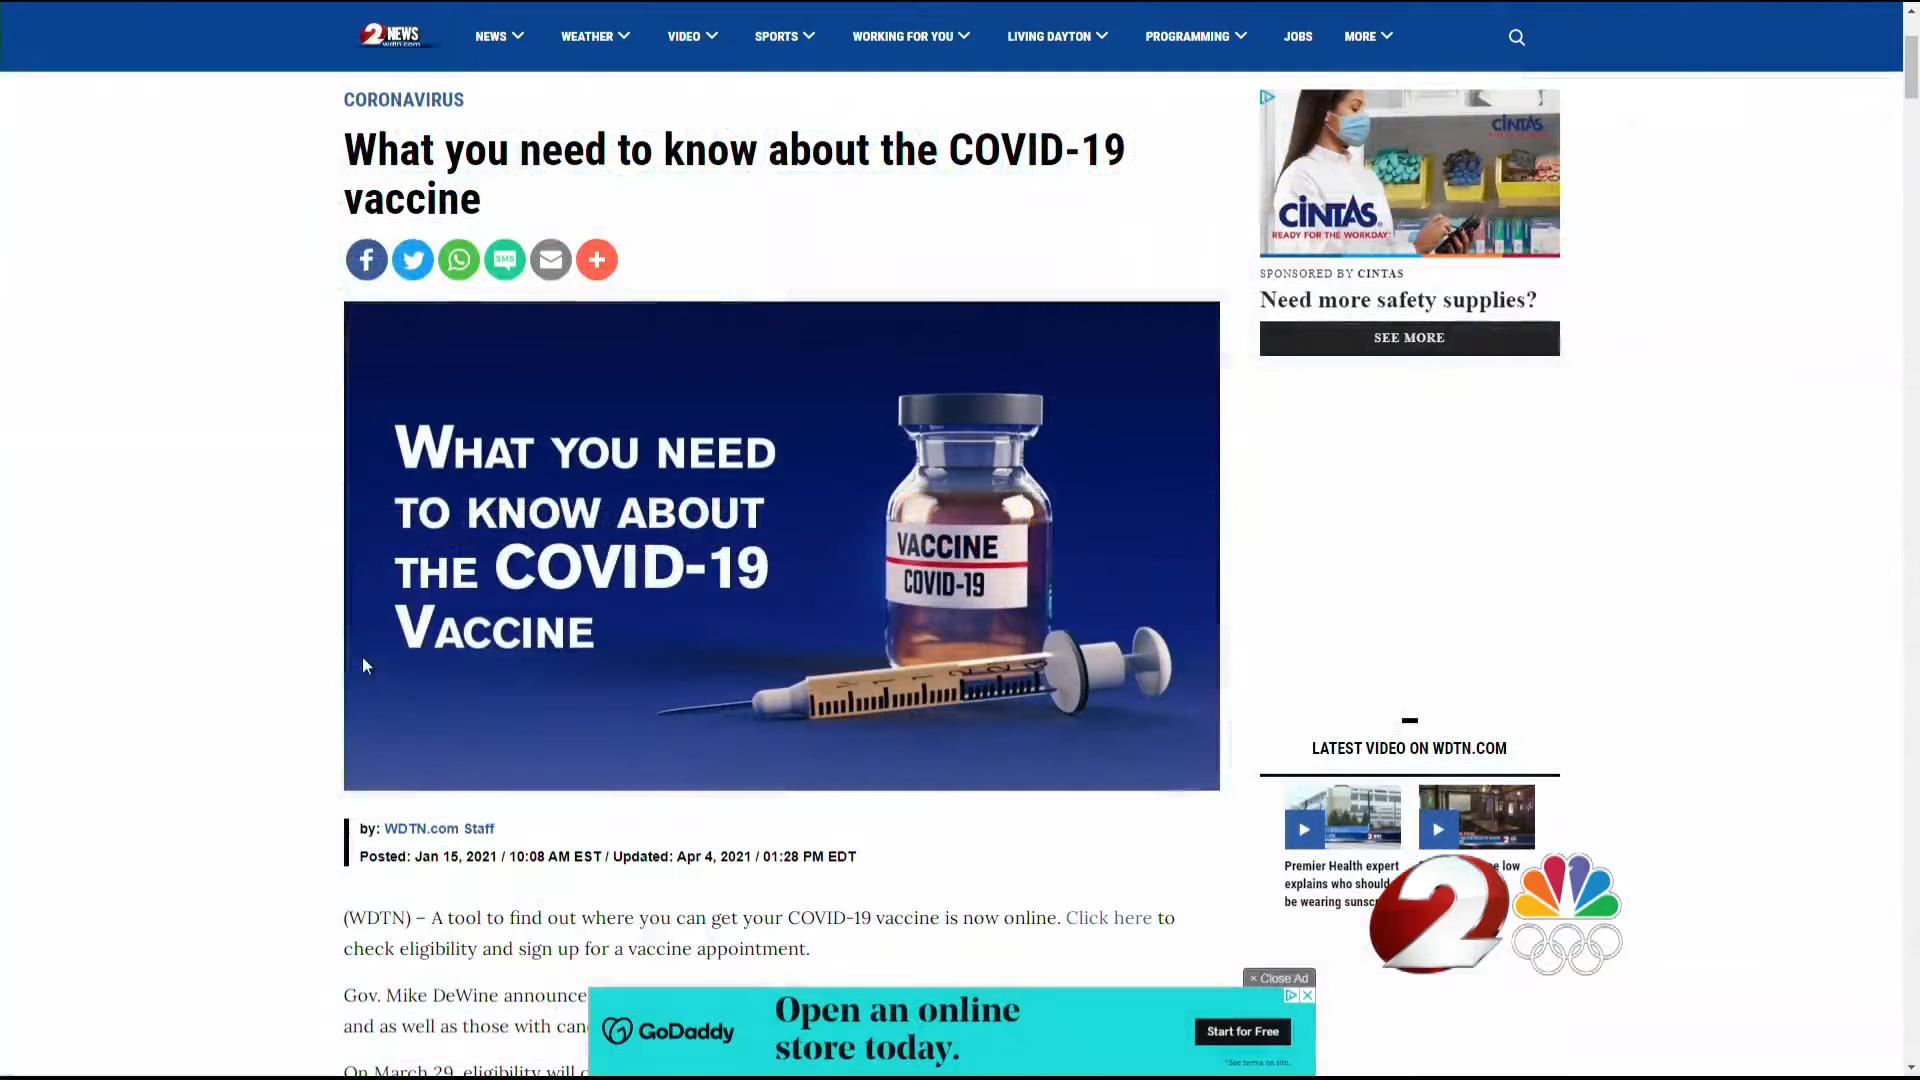 2 NEWS
wdtn.com
NEWS
WEATHER
VIDEO
SPORTS
WORKING FOR YOU
LIVING DAYTON
PROGRAMMING
JOBS
MORE
CORONAVIRUS
What you need to know about the COVID-19
vaccine
SMS
WHAT YOU NEED
TO KNOW ABOUT
THE COVID-19
VACCINE
VACCINE
COVID-19
by: WDTN.com Staff
Posted: Jan 15, 2021 / 10:08 AM EST / Updated: Apr 4, 2021 / 01:28 PM EDT
(WDTN) – A tool to find out where you can get your COVID-19 vaccine is now online. Click here to
check eligibility and sign up for a vaccine appointment.
Gov. Mike DeWine announce
and as well as those with can
On March 29, eligibility will
CINTAS
CINTAS
READY FOR THE WORKDAY
SPONSORED BY CINTAS
Need more safety supplies?
SEE MORE
LATEST VIDEO ON WDTN.COM
Premier Health expert
explains who should
be wearing sunsc
low
2
× Close Ad
GoDaddy
Open an online
store today.
Start for Free
*See terms on site.